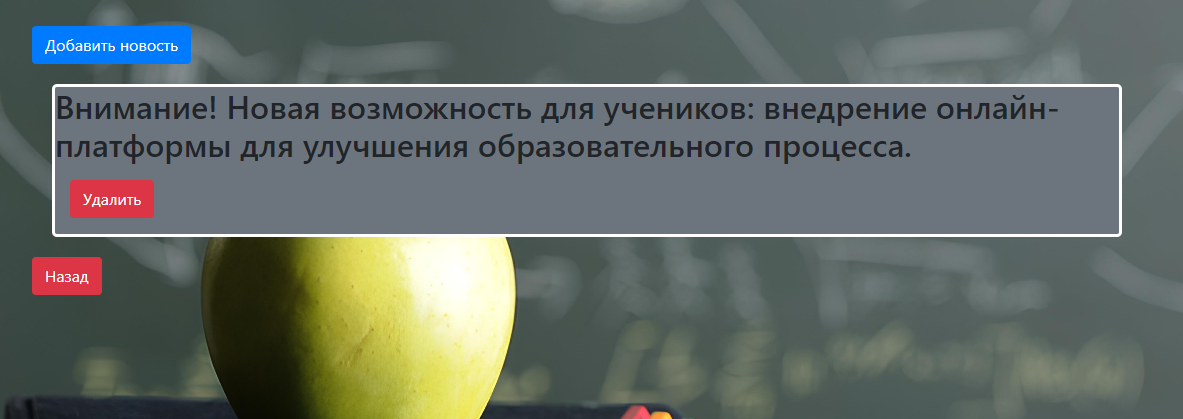 Добавить новость
Внимание! Новая возможность для учеников: внедрение онлайн-
платформы для улучшения образовательного процесса.
Удалить
Назад